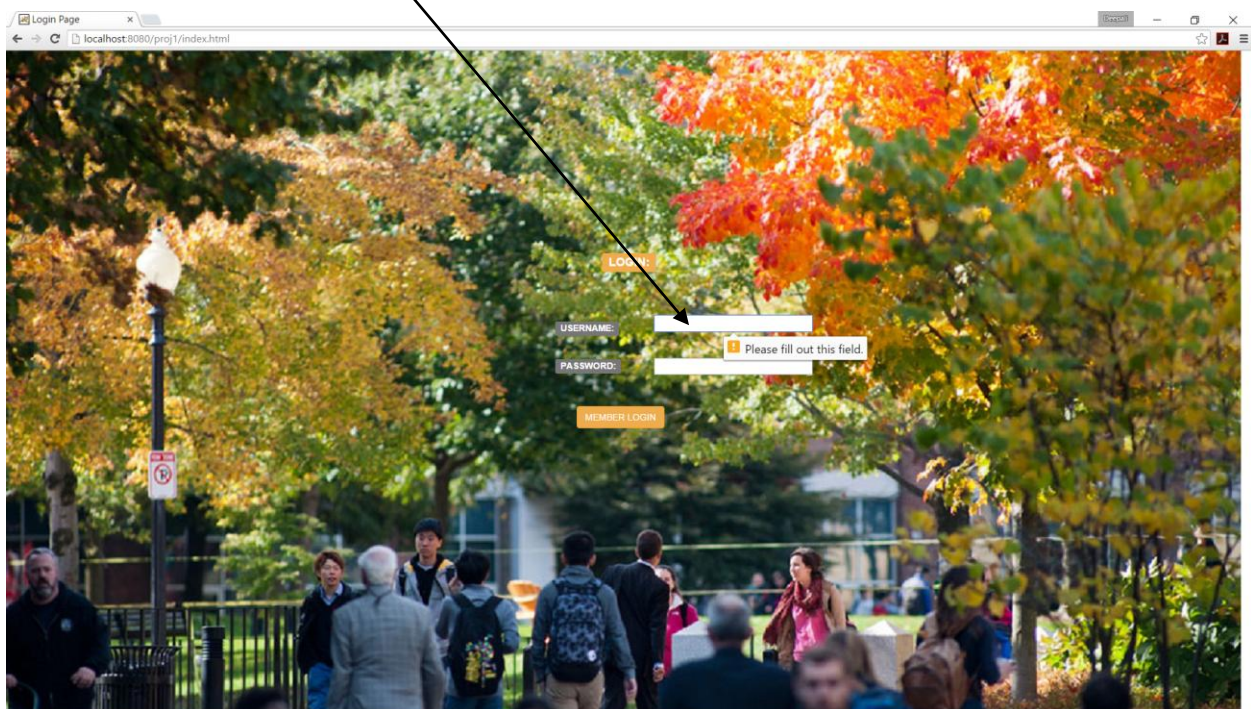 Login Page
localhost:8080/proj1/index.html
LOGIN:
USERNAME:
Please fill out this field.
PASSWORD:
MEMBER LOGIN